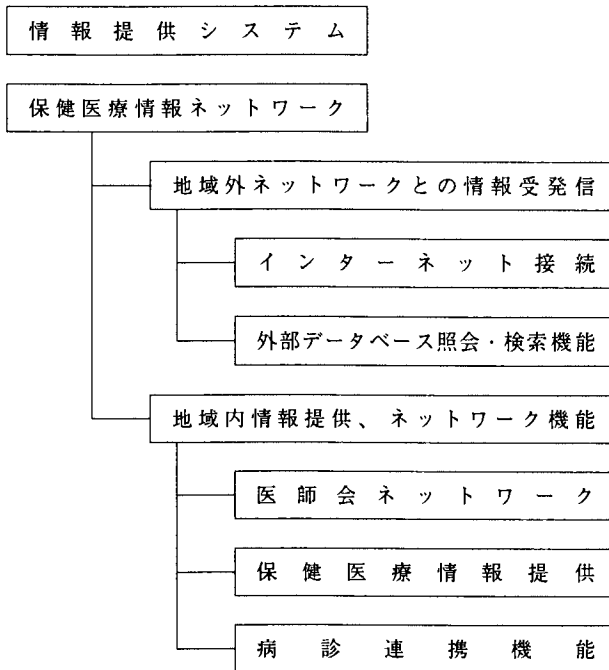 情報提供システム
保健医療情報ネットワーク
地域外ネットワークとの情報受発信
インターネット接続
外部データベース照会・検索機能
地域内情報提供、ネットワーク機能
医師会ネットワーク
保健医療情報提供
病診連携機能